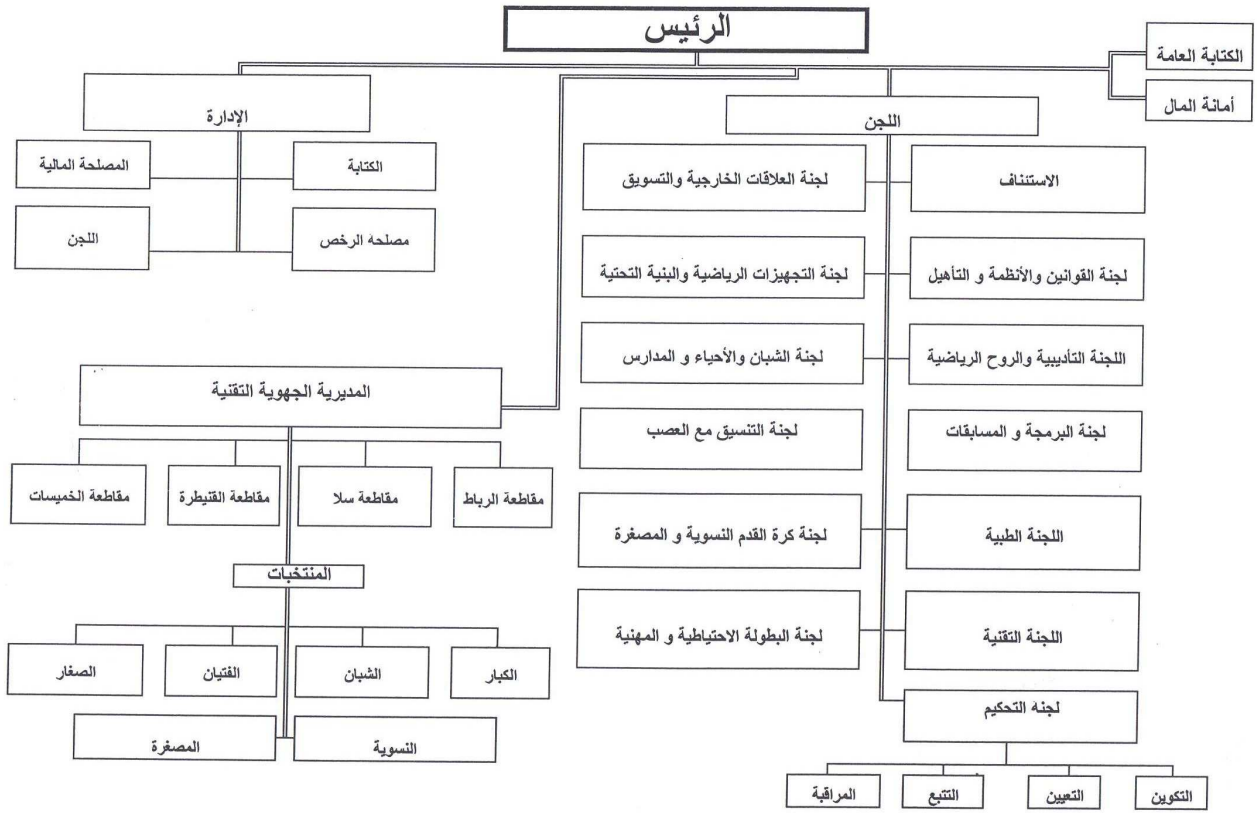 الرئيس
الكتابة العامة
أمانة المال
اللجن
الإدارة
الاستئناف
لجنة العلاقات الخارجية والتسويق
الكتابة
المصلحة المالية
مصلحة الرخص
اللجن
لجنة القوانين والأنظمة و التأهيل
لجنة التجهيزات الرياضية والبنية التحتية
اللجنة التأديبية والروح الرياضية
لجنة الشبان والأحياء و المدارس
المديرية الجهوية التقنية
لجنة البرمجة و المسابقات
لجنة التنسيق مع العصب
مقاطعة الرباط
مقاطعة سلا
مقاطعة القنيطرة
مقاطعة الخميسات
اللجنة الطبية
لجنة كرة القدم النسوية و المصغرة
المنتخبات
اللجنة التقنية
لجنة البطولة الاحتياطية و المهنية
الكبار
الشبان
الفتيان
الصغار
لجنة التحكيم
النسوية
المصغرة
التكوين
التعيين
التتبع
المراقبة